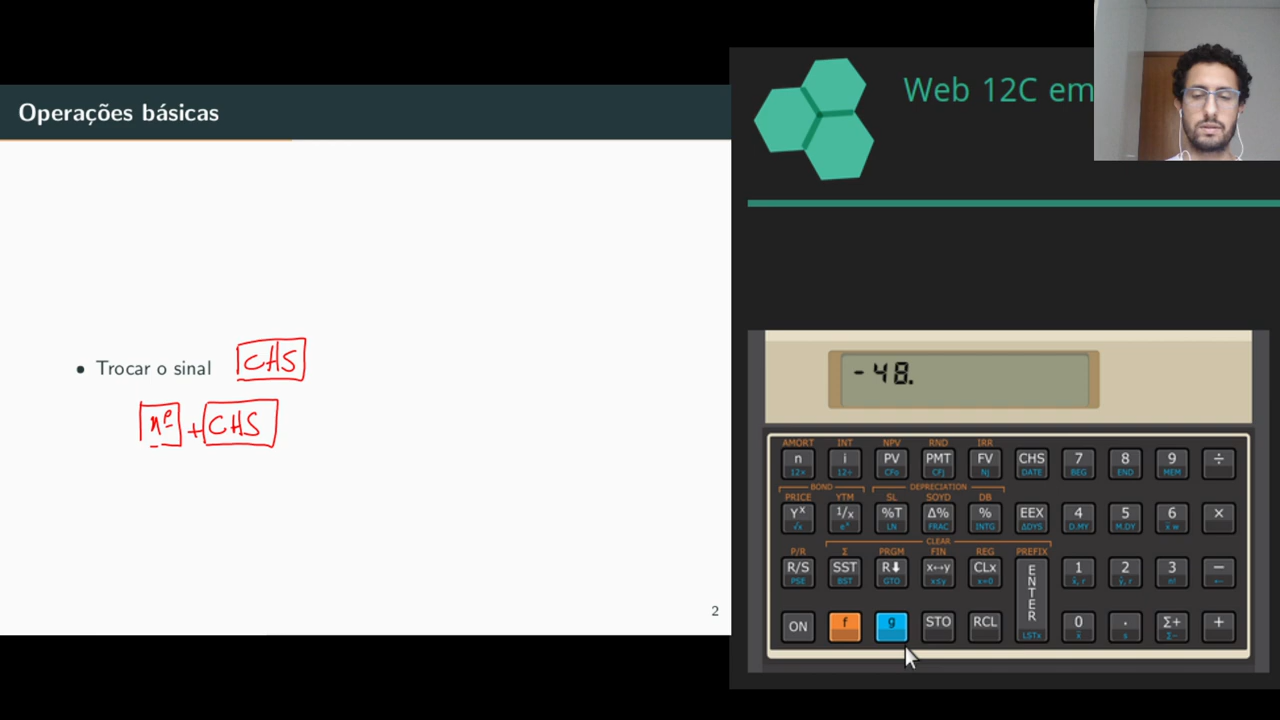 Operações básicas
• Trocar o sinal CHS
nº + CHS
2
Web 12C em
-48.
AMORT INT NPV RND IRR
n i PV PMT FV CHS 7 8 9 ÷
12× 12÷ CFo CFj Nj DATE BEG END MEM
BOND DEPRECIATION
PRICE YTM SL SOYD DB
Yˣ 1/x %T Δ% % EEX 4 5 6 ×
√x eˣ LN FRAC INTG ΔDYS D.MY M.DY x̄ w
CLEAR
P/R Σ PRGM FIN REG PREFIX
R/S SST R⬇ x↔y CLx ENTER 1 2 3 −
PSE BST GTO x≤y x=0 x̂, r ŷ, r n!
ON f g STO RCL 0 . Σ+ +
LSTx x̄ s Σ−